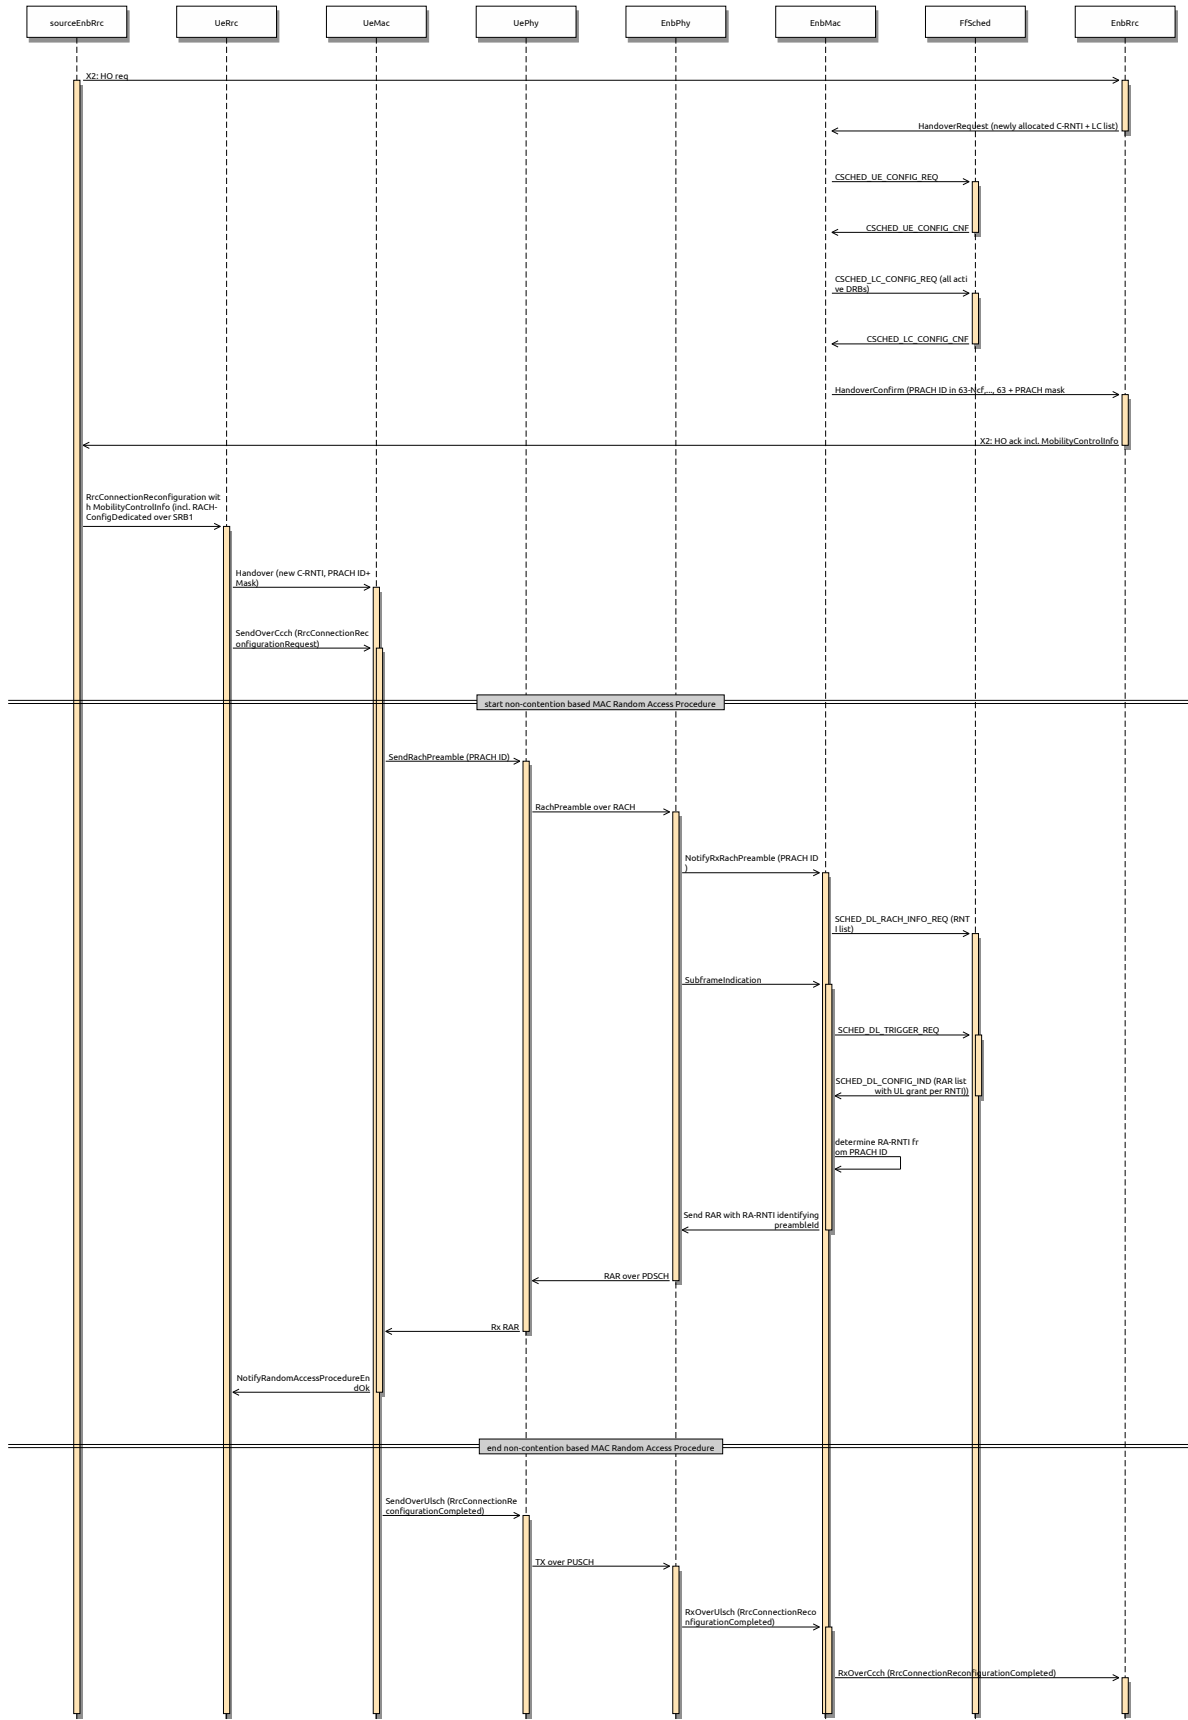 sourceEnbRrc
UeRrc
UeMac
UePhy
EnbPhy
EnbMac
FfSched
EnbRrc
X2: HO req
HandoverRequest (newly allocated C-RNTI + LC list)
CSCHED_UE_CONFIG_REQ
CSCHED_UE_CONFIG_CNF
CSCHED_LC_CONFIG_REQ (all acti
ve DRBs)
CSCHED_LC_CONFIG_CNF
HandoverConfirm (PRACH ID in 63-Ncf,..., 63 + PRACH mask
X2: HO ack incl. MobilityControlInfo
RrcConnectionReconfiguration wit
h MobilityControlInfo (incl. RACH-
ConfigDedicated over SRB1
Handover (new C-RNTI, PRACH ID+
Mask)
SendOverCcch (RrcConnectionRec
onfigurationRequest)
start non-contention based MAC Random Access Procedure
SendRachPreamble (PRACH ID)
RachPreamble over RACH
NotifyRxRachPreamble (PRACH ID
)
SCHED_DL_RACH_INFO_REQ (RNT
I list)
SubframeIndication
SCHED_DL_TRIGGER_REQ
SCHED_DL_CONFIG_IND (RAR list
with UL grant per RNTI))
determine RA-RNTI fr
om PRACH ID
Send RAR with RA-RNTI identifying
preambleId
RAR over PDSCH
Rx RAR
NotifyRandomAccessProcedureEn
dOk
end non-contention based MAC Random Access Procedure
SendOverUlsch (RrcConnectionRe
configurationCompleted)
TX over PUSCH
RxOverUlsch (RrcConnectionReco
nfigurationCompleted)
RxOverCcch (RrcConnectionReconfigurationCompleted)